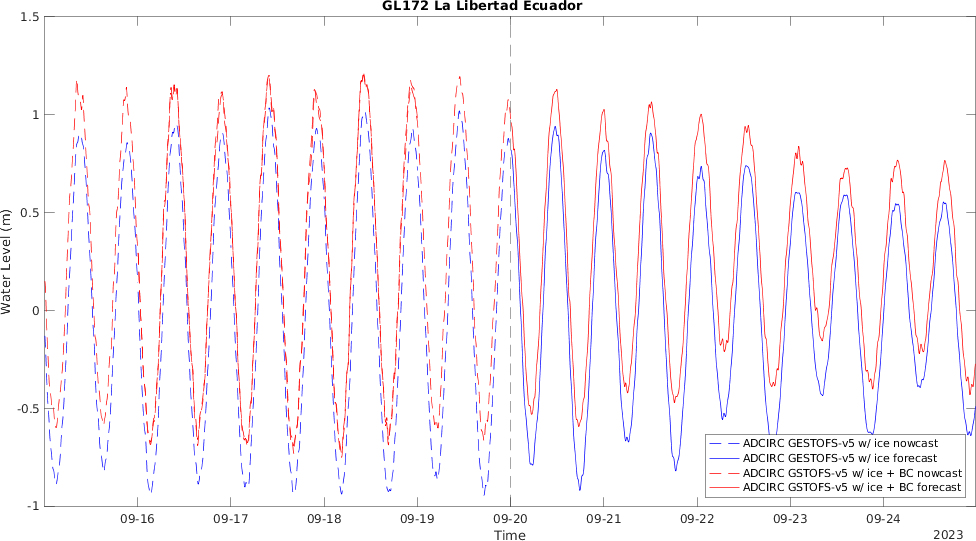 GL172 La Libertad Ecuador
1.5
1
0.5
0
-0.5
-1
Water Level (m)
09-16 09-17 09-18 09-19 09-20 09-21 09-22 09-23 09-24
Time
2023
ADCIRC GESTOFS-v5 w/ ice nowcast
ADCIRC GESTOFS-v5 w/ ice forecast
ADCIRC GSTOFS-v5 w/ ice + BC nowcast
ADCIRC GSTOFS-v5 w/ ice + BC forecast